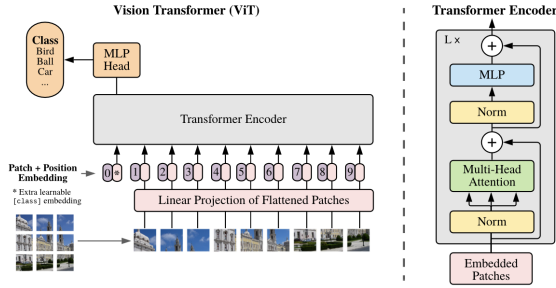 Vision Transformer (ViT)
Class
Bird
Ball
Car
...
MLP
Head
Transformer Encoder
Patch + Position
Embedding
0 * 1 2 3 4 5 6 7 8 9
* Extra learnable
[class] embedding
Linear Projection of Flattened Patches
Transformer Encoder
L ×
+
MLP
Norm
+
Multi-Head
Attention
Norm
Embedded
Patches